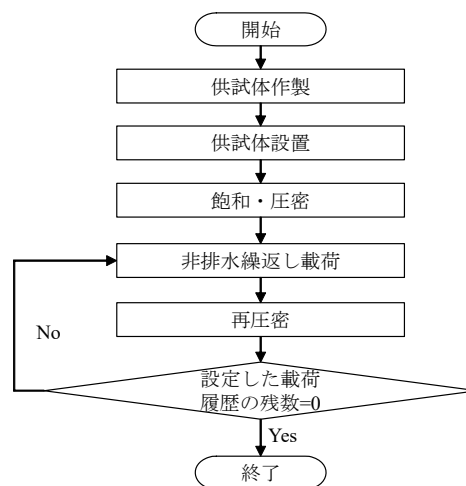 開始
供試体作製
供試体設置
飽和・圧密
非排水繰返し載荷
再圧密
No
設定した載荷
履歴の残数=0
Yes
終了